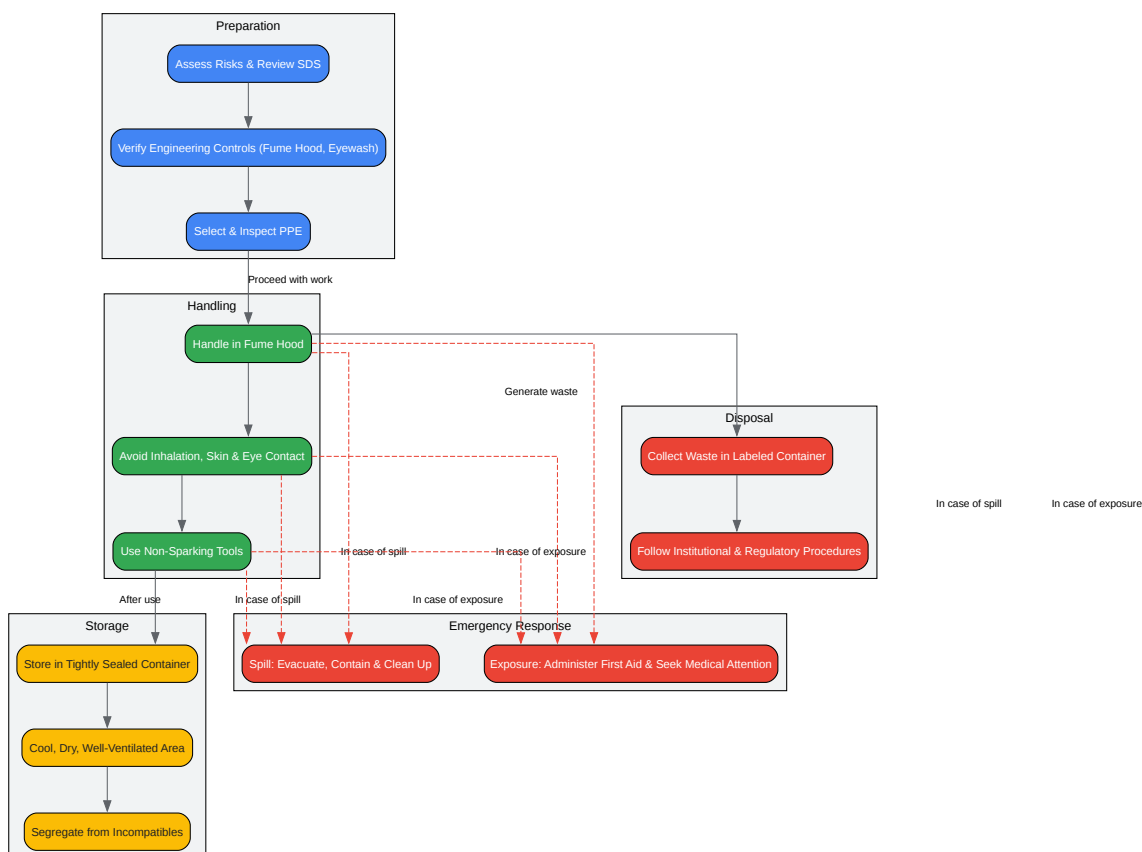 Preparation
Assess Risks & Review SDS
Verify Engineering Controls (Fume Hood, Eyewash)
Select & Inspect PPE
Proceed with work
Handling
Handle in Fume Hood
Generate waste
Disposal
Avoid Inhalation, Skin & Eye Contact
Collect Waste in Labeled Container
In case of spill
In case of exposure
Use Non-Sparking Tools
In case of spill
In case of exposure
Follow Institutional & Regulatory Procedures
After use
In case of spill
In case of exposure
Storage
Emergency Response
Store in Tightly Sealed Container
Spill: Evacuate, Contain & Clean Up
Exposure: Administer First Aid & Seek Medical Attention
Cool, Dry, Well-Ventilated Area
Segregate from Incompatibles